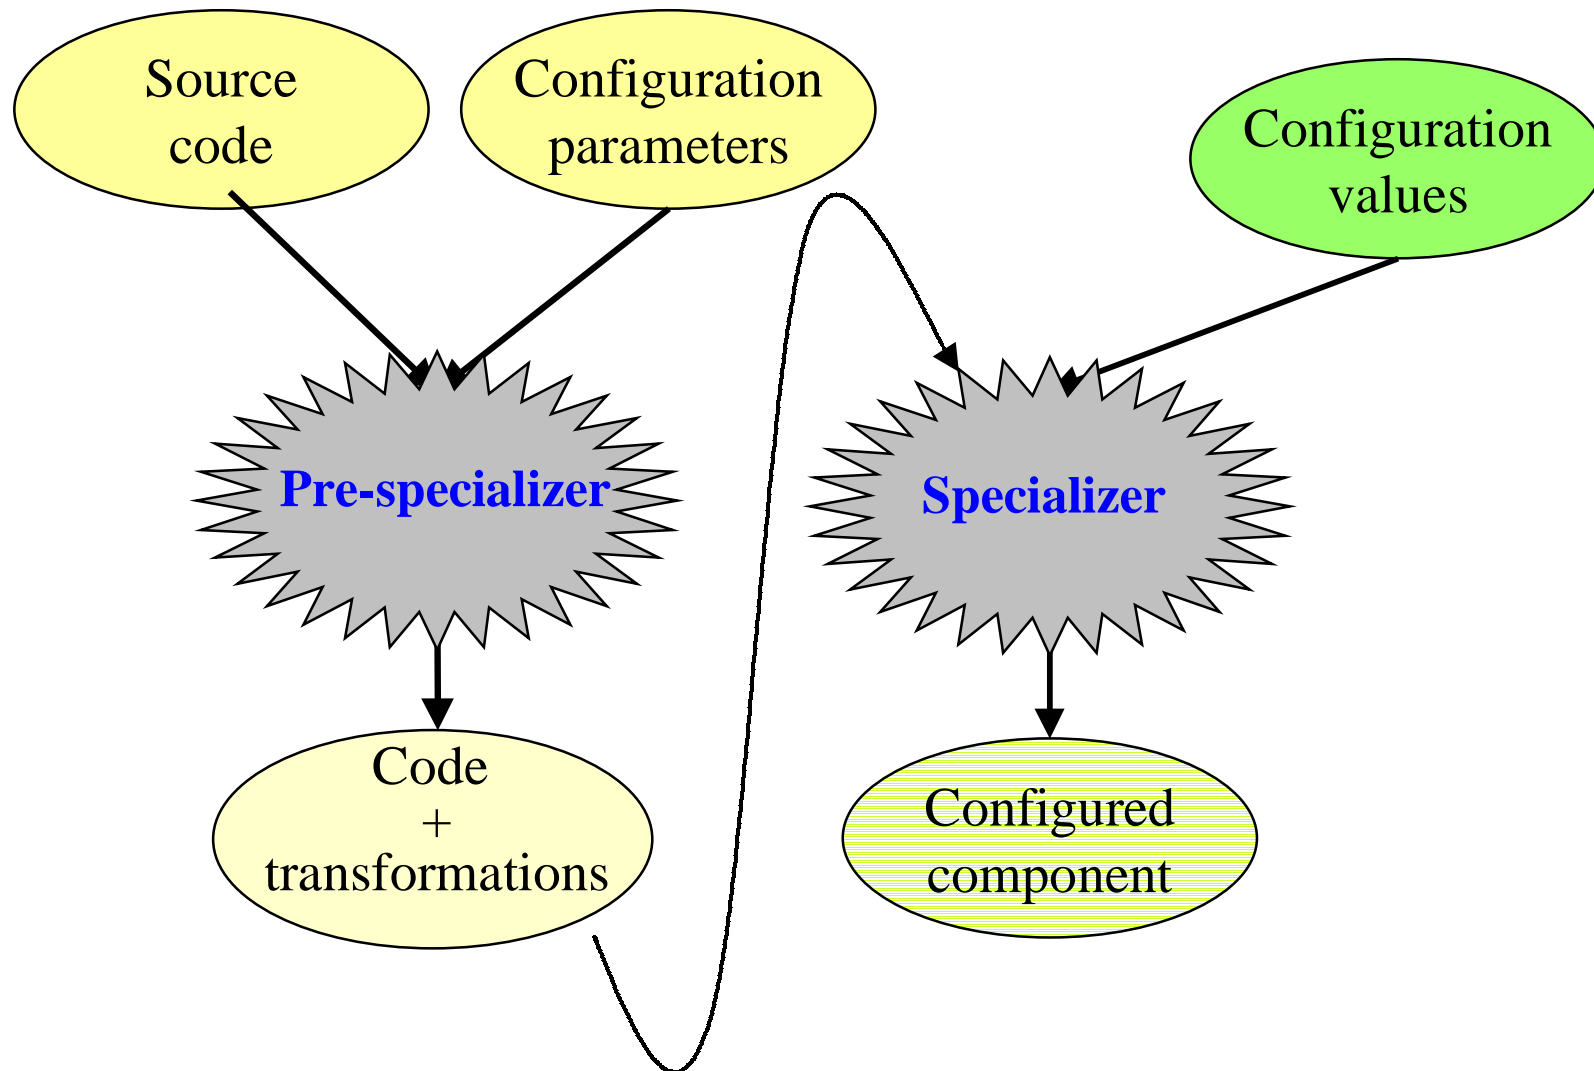 Source
code
Configuration
parameters
Configuration
values
Pre-specializer
Specializer
Code
+
transformations
Configured
component